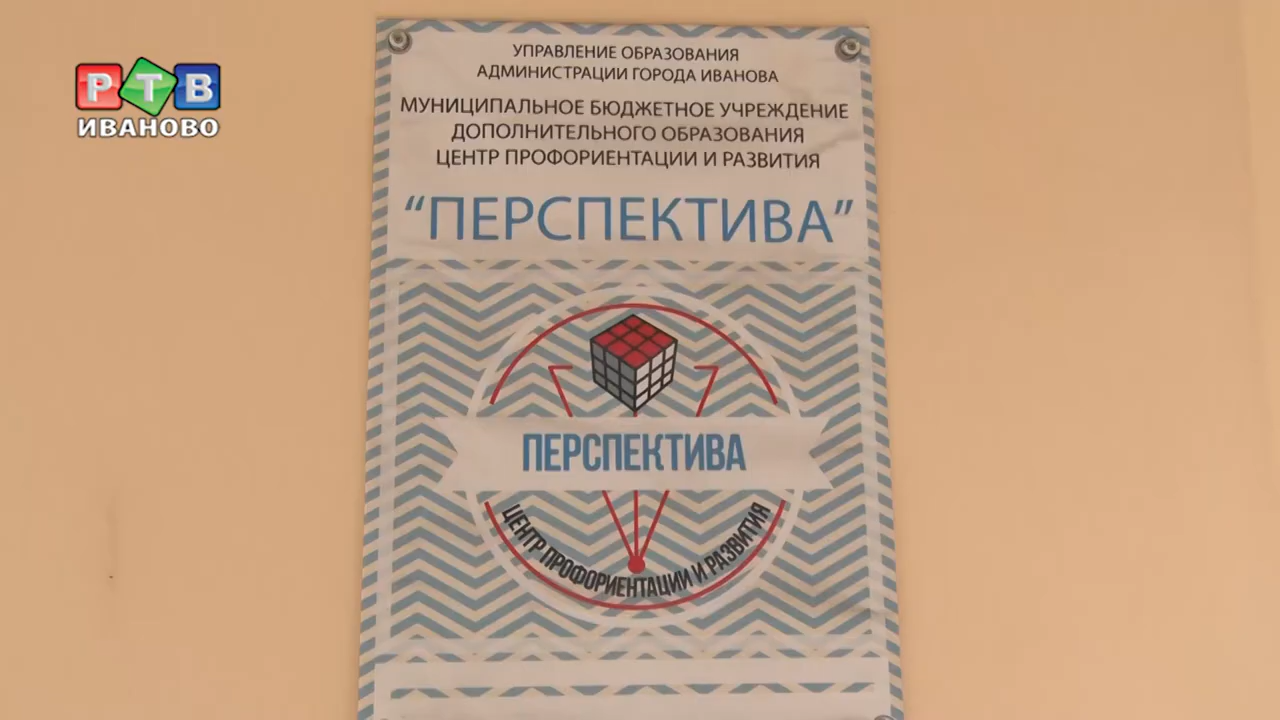 РТВ
ИВАНОВО
УПРАВЛЕНИЕ ОБРАЗОВАНИЯ
АДМИНИСТРАЦИИ ГОРОДА ИВАНОВА
МУНИЦИПАЛЬНОЕ БЮДЖЕТНОЕ УЧРЕЖДЕНИЕ
ДОПОЛНИТЕЛЬНОГО ОБРАЗОВАНИЯ
ЦЕНТР ПРОФОРИЕНТАЦИИ И РАЗВИТИЯ
“ПЕРСПЕКТИВА”
ПЕРСПЕКТИВА
ЦЕНТР ПРОФОРИЕНТАЦИИ И РАЗВИТИЯ